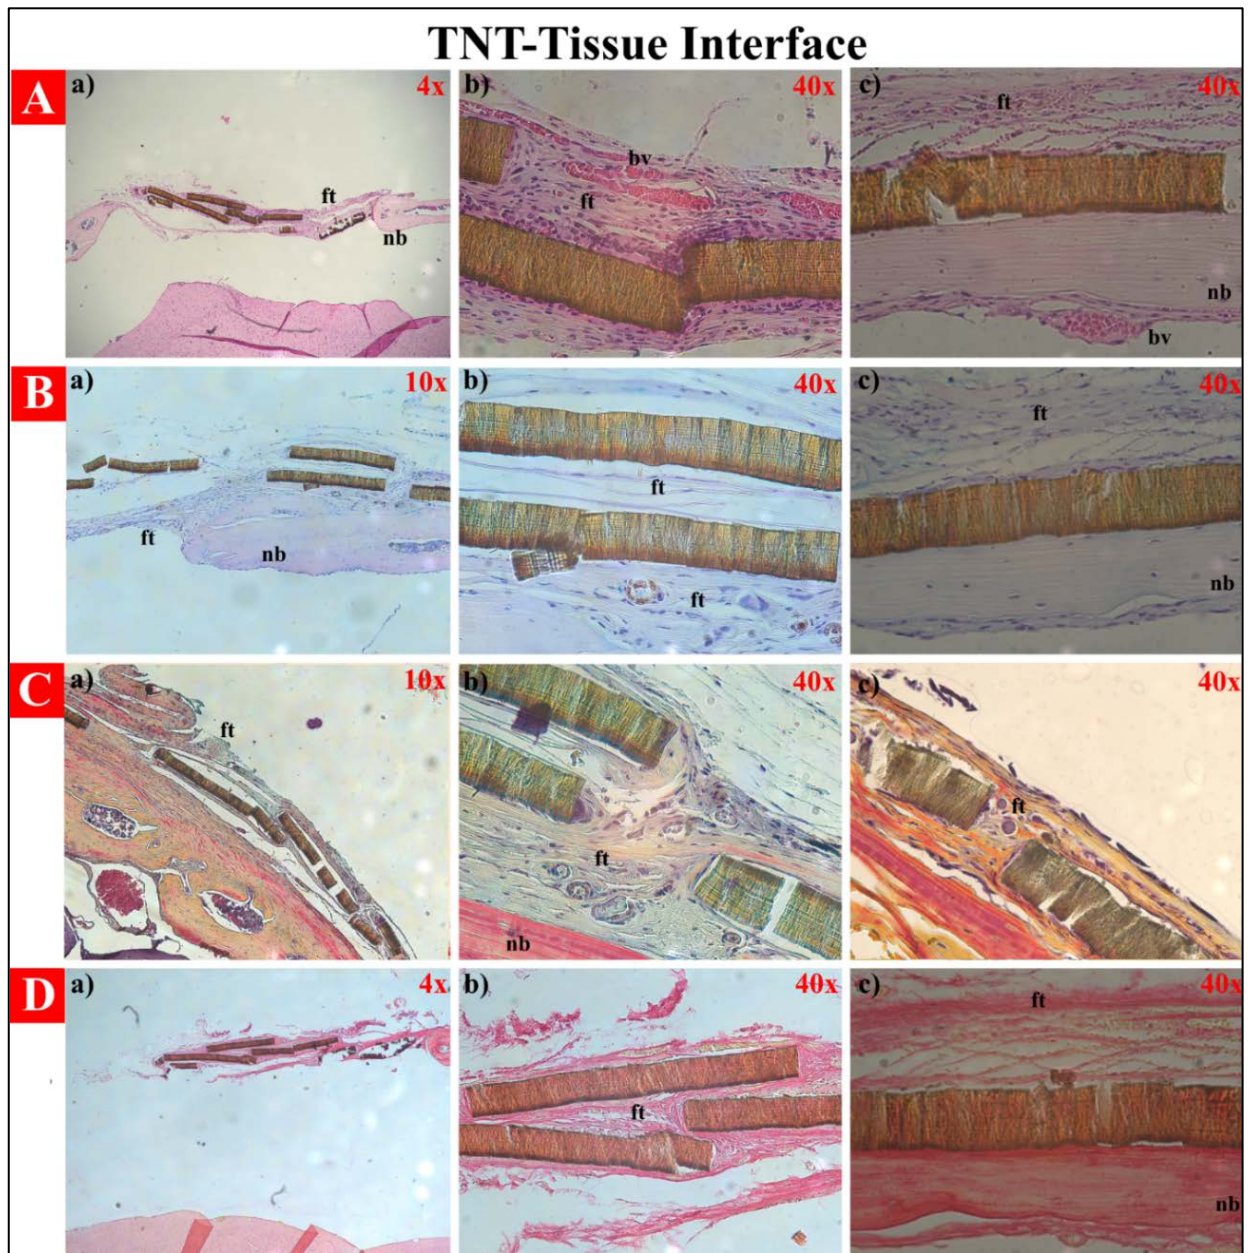 TNT-Tissue Interface
A a) 4x b) 40x c) 40x
ft nb bv ft ft nb bv
B a) 10x b) 40x c) 40x
ft nb ft ft ft nb
C a) 10x b) 40x c) 40x
ft ft nb ft
D a) 4x b) 40x c) 40x
ft ft nb